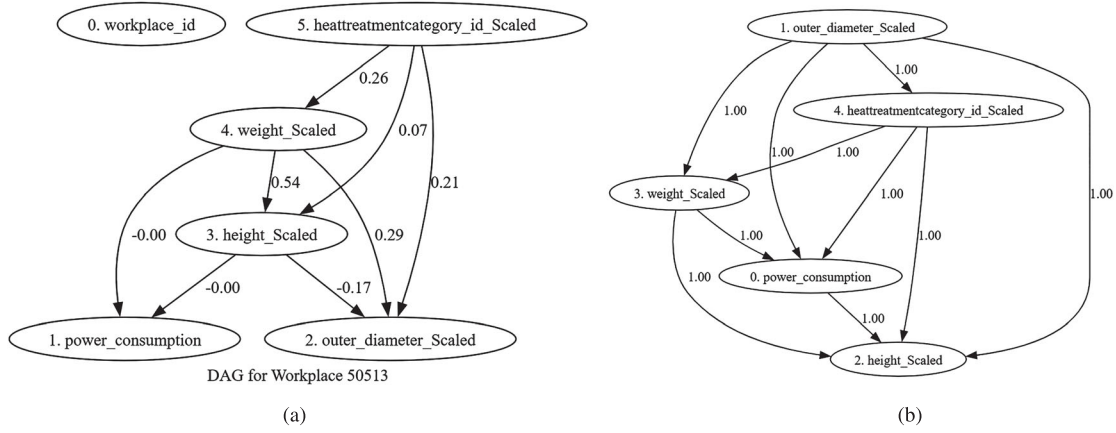 0. workplace_id
5. heattreatmentcategory_id_Scaled
0.26
4. weight_Scaled
0.07
0.54
0.21
3. height_Scaled
-0.00
0.29
-0.00
-0.17
1. power_consumption
2. outer_diameter_Scaled
DAG for Workplace 50513
(a)
1. outer_diameter_Scaled
1.00
4. heattreatmentcategory_id_Scaled
1.00
1.00
1.00
3. weight_Scaled
1.00
1.00
1.00
1.00
0. power_consumption
1.00
1.00
2. height_Scaled
(b)